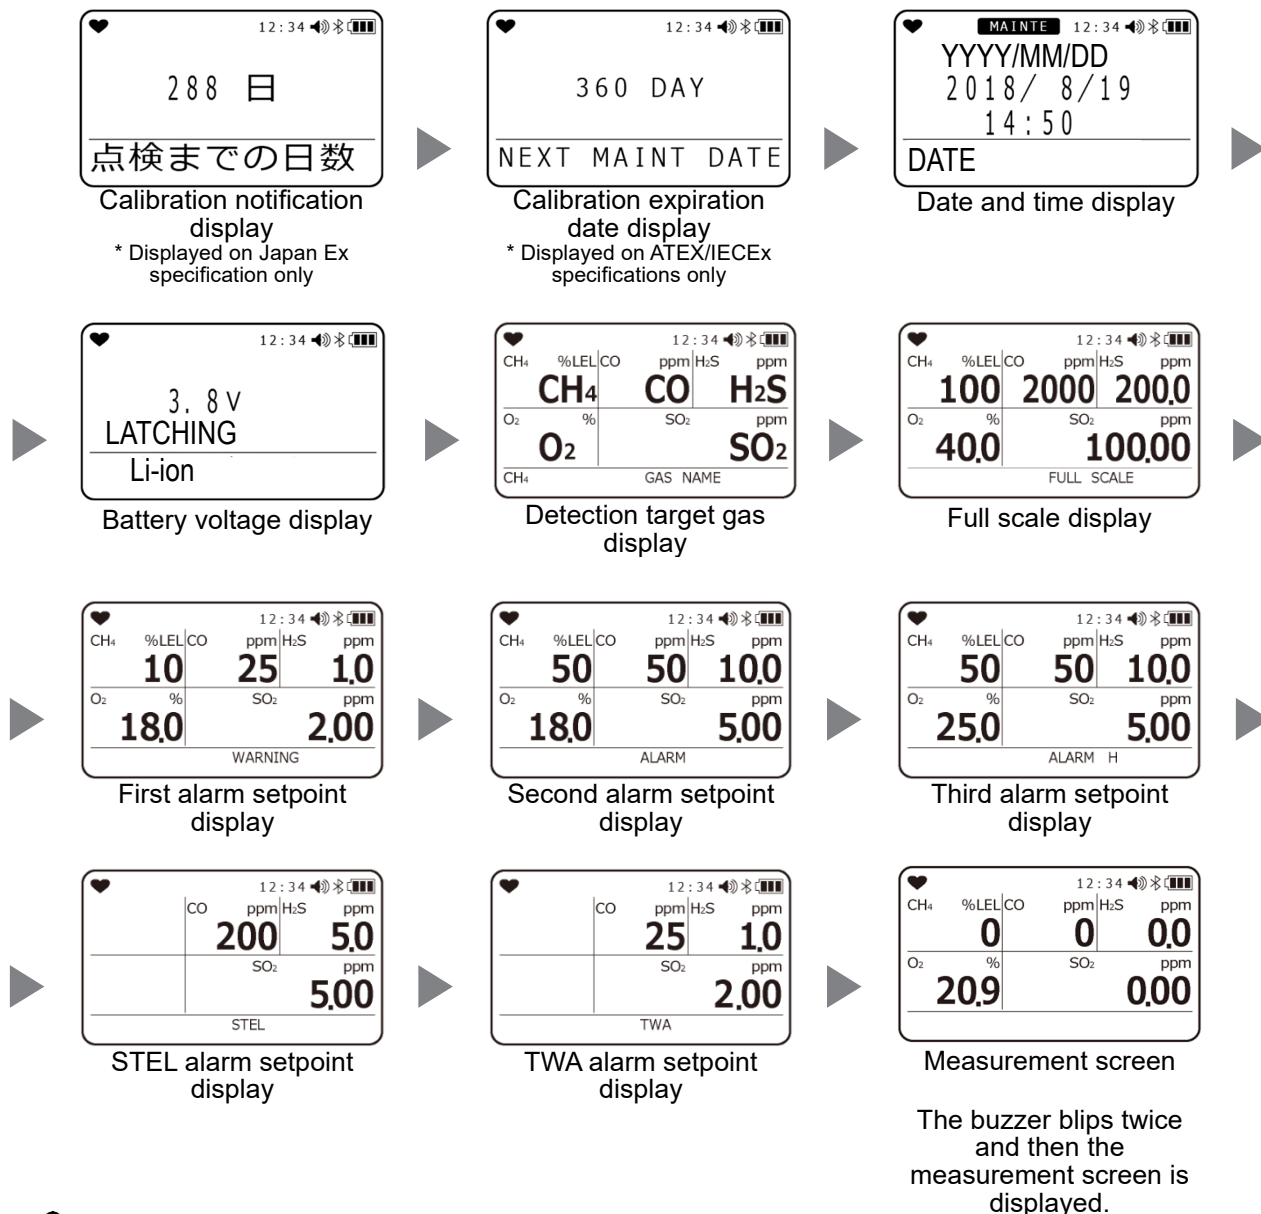 12:34
288 日
点検までの日数
Calibration notification
display
* Displayed on Japan Ex
specification only
12:34
360 DAY
NEXT MAINT DATE
Calibration expiration
date display
* Displayed on ATEX/IECEx
specifications only
MAINTE 12:34
YYYY/MM/DD
2018/ 8/19
14:50
DATE
Date and time display
12:34
3. 8V
LATCHING
Li-ion
Battery voltage display
12:34
CH₄ %LEL CO ppm H₂S ppm
CH₄ CO H₂S
O₂ % SO₂ ppm
O₂ SO₂
CH₄ GAS NAME
Detection target gas
display
12:34
CH₄ %LEL CO ppm H₂S ppm
100 2000 200.0
O₂ % SO₂ ppm
40.0 100.00
FULL SCALE
Full scale display
12:34
CH₄ %LEL CO ppm H₂S ppm
10 25 1.0
O₂ % SO₂ ppm
18.0 2.00
WARNING
First alarm setpoint
display
12:34
CH₄ %LEL CO ppm H₂S ppm
50 50 10.0
O₂ % SO₂ ppm
18.0 5.00
ALARM
Second alarm setpoint
display
12:34
CH₄ %LEL CO ppm H₂S ppm
50 50 10.0
O₂ % SO₂ ppm
25.0 5.00
ALARM H
Third alarm setpoint
display
12:34
CO ppm H₂S ppm
200 5.0
SO₂ ppm
5.00
STEL
STEL alarm setpoint
display
12:34
CO ppm H₂S ppm
25 1.0
SO₂ ppm
2.00
TWA
TWA alarm setpoint
display
12:34
CH₄ %LEL CO ppm H₂S ppm
0 0 0.0
O₂ % SO₂ ppm
20.9 0.00
Measurement screen
The buzzer blips twice
and then the
measurement screen is
displayed.